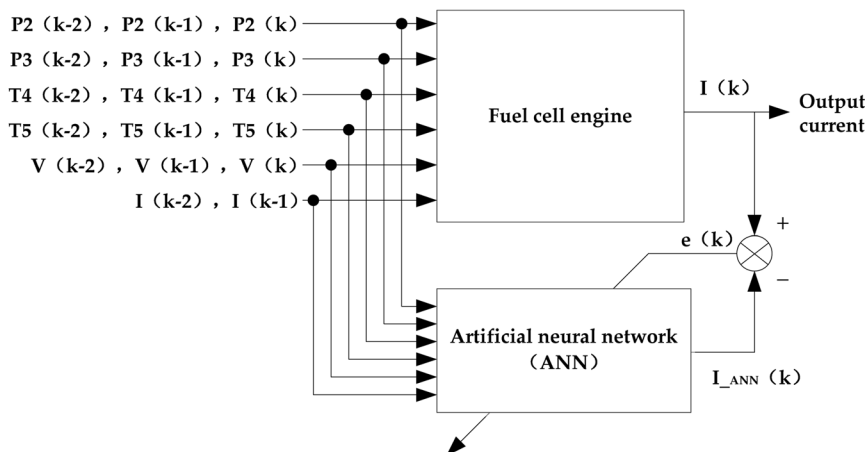 P2（k-2）, P2（k-1）, P2（k）
P3（k-2）, P3（k-1）, P3（k）
T4（k-2）, T4（k-1）, T4（k）
T5（k-2）, T5（k-1）, T5（k）
V（k-2）, V（k-1）, V（k）
I（k-2）, I（k-1）
Fuel cell engine
I（k）
Output
current
+
e（k）
−
Artificial neural network
（ANN）
I_ANN（k）